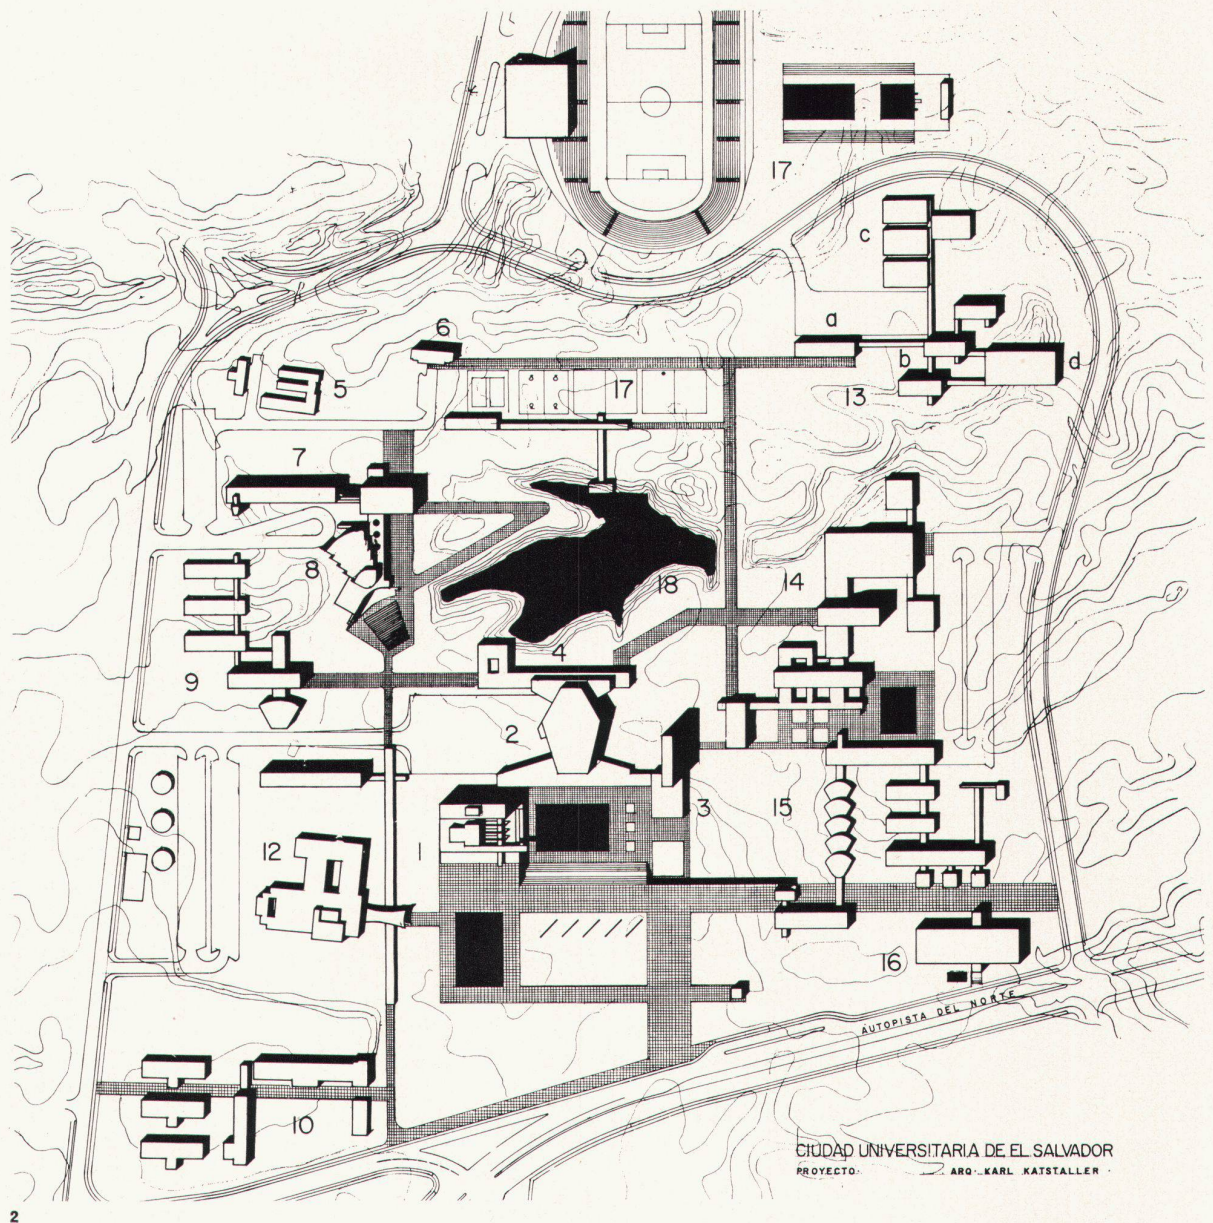 17
c
a
6
b
d
5
17
13
7
8
18
14
4
9
2
3
15
12
1
16
AUTOPISTA DEL NORTE
10
CIUDAD UNIVERSITARIA DE EL SALVADOR
PROYECTO· ARQ· KARL KATSTALLER ·
2